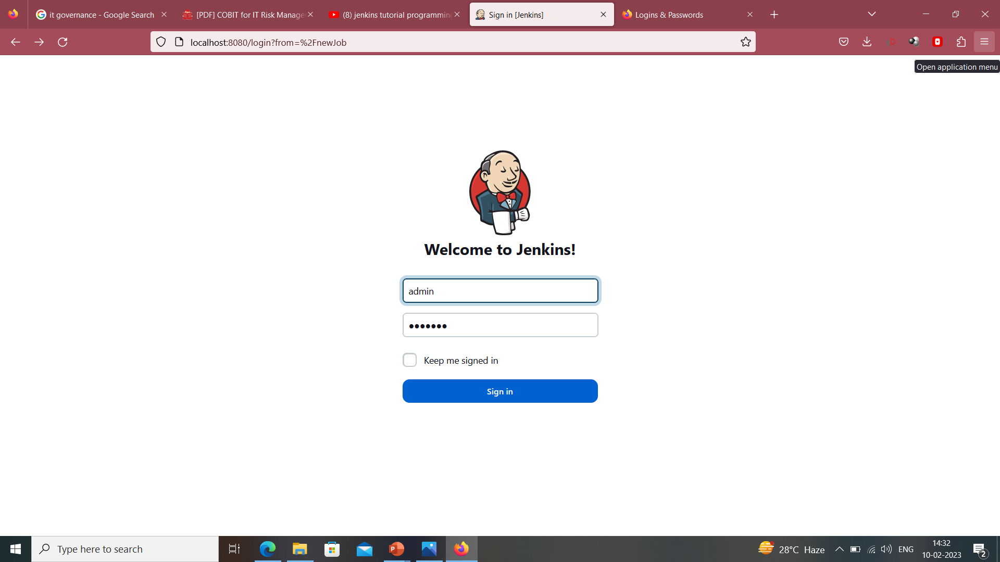 it governance - Google Search
[PDF] COBIT for IT Risk Manage
(8) jenkins tutorial programming
Sign in [Jenkins]
Logins & Passwords
localhost:8080/login?from=%2FnewJob
Open application menu
Welcome to Jenkins!
admin
Keep me signed in
Sign in
Type here to search
28°C Haze
ENG
14:32
10-02-2023
2